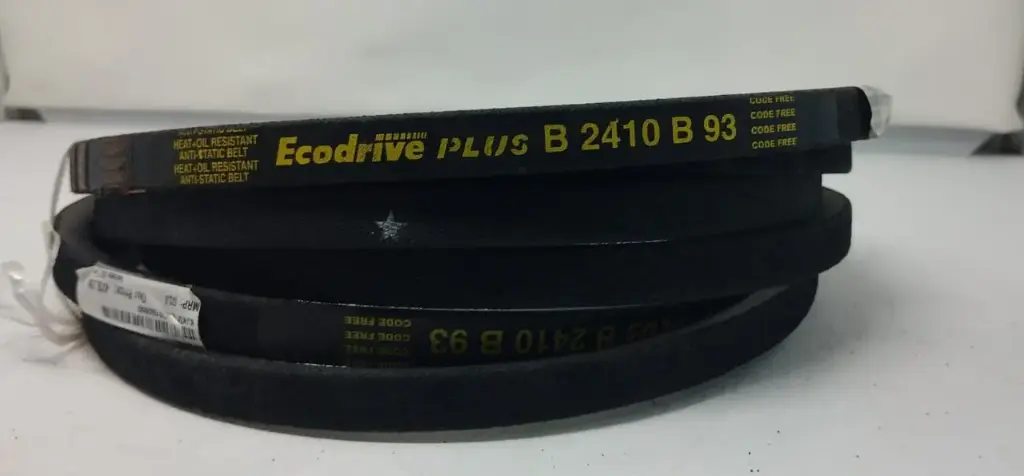 HEAT+OIL RESISTANT
ANTI-STATIC BELT
HEAT+OIL RESISTANT
ANTI-STATIC BELT
Ecodrive PLUS B 2410 B 93
CODE FREE
CODE FREE
CODE FREE
CODE FREE
MRP:
B 2410 B 93
CODE FREE
CODE FREE